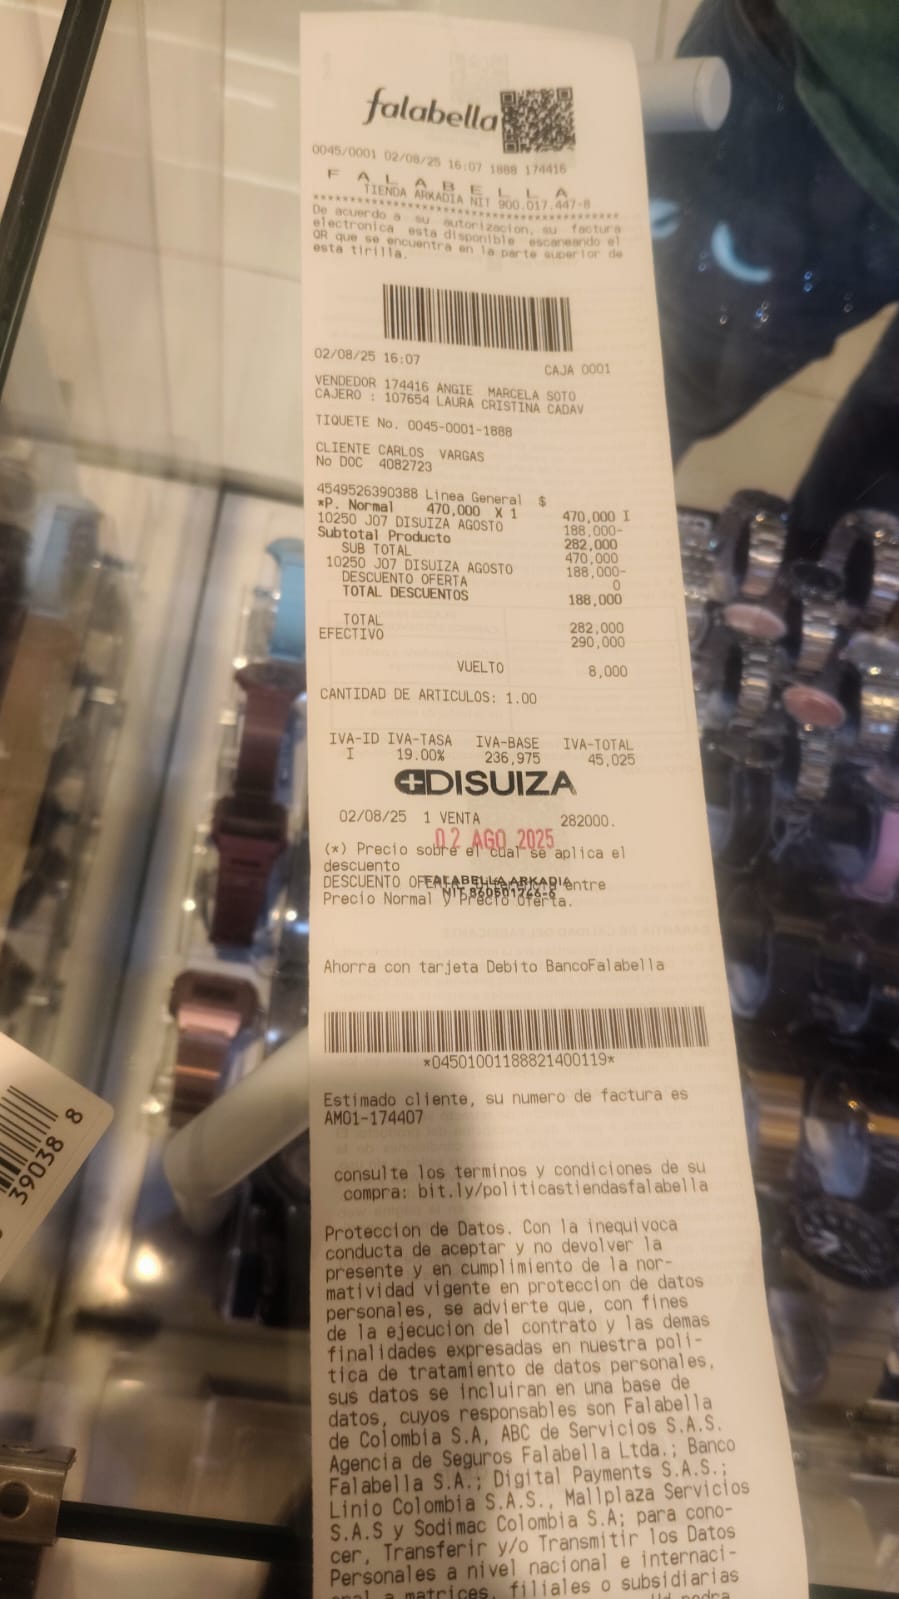 falabella
0045/0001 02/08/25 16:07 1888 174416
F A L A B E L L A
TIENDA ARKADIA NIT 900.017.447-8
****************************************
De acuerdo a su autorizacion, su factura
electronica esta disponible escaneando el
QR que se encuentra en la parte superior de
esta tirilla.
02/08/25 16:07
CAJA 0001
VENDEDOR 174416 ANGIE MARCELA SOTO
CAJERO : 107654 LAURA CRISTINA CADAV
TIQUETE No. 0045-0001-1888
CLIENTE CARLOS VARGAS
No DOC 4082723
4549526390388 Linea General $
*P. Normal 470,000 X 1 470,000 I
10250 J07 DISUIZA AGOSTO 188,000-
Subtotal Producto 282,000
SUB TOTAL 470,000
10250 J07 DISUIZA AGOSTO 188,000-
DESCUENTO OFERTA 0
TOTAL DESCUENTOS 188,000
TOTAL 282,000
EFECTIVO 290,000
VUELTO 8,000
CANTIDAD DE ARTICULOS: 1.00
IVA-ID IVA-TASA IVA-BASE IVA-TOTAL
I 19.00% 236,975 45,025
DISUIZA
02/08/25 1 VENTA 282000.
02 AGO 2025
(*) Precio sobre el cual se aplica el
descuento
FALABELLA ARKADIA
DESCUENTO entre
NIT 860501766-6
Precio Normal y Precio Oferta.
Ahorra con tarjeta Debito BancoFalabella
*04501001188821400119*
Estimado cliente, su numero de factura es
AM01-174407
39038 8
consulte los terminos y condiciones de su
compra: bit.ly/politicastiendasfalabella
Proteccion de Datos. Con la inequivoca
conducta de aceptar y no devolver la
presente y en cumplimiento de la nor-
matividad vigente en proteccion de datos
personales, se advierte que, con fines
de la ejecucion del contrato y las demas
finalidades expresadas en nuestra poli-
tica de tratamiento de datos personales,
sus datos se incluiran en una base de
datos, cuyos responsables son Falabella
de Colombia S.A, ABC de Servicios S.A.S.
Agencia de Seguros Falabella Ltda.; Banco
Falabella S.A.; Digital Payments S.A.S.;
Linio Colombia S.A.S., Mallplaza Servicios
S.A.S y Sodimac Colombia S.A; para cono-
cer, Transferir y/o Transmitir los Datos
Personales a nivel nacional e internaci-
a matrices, filiales o subsidiarias